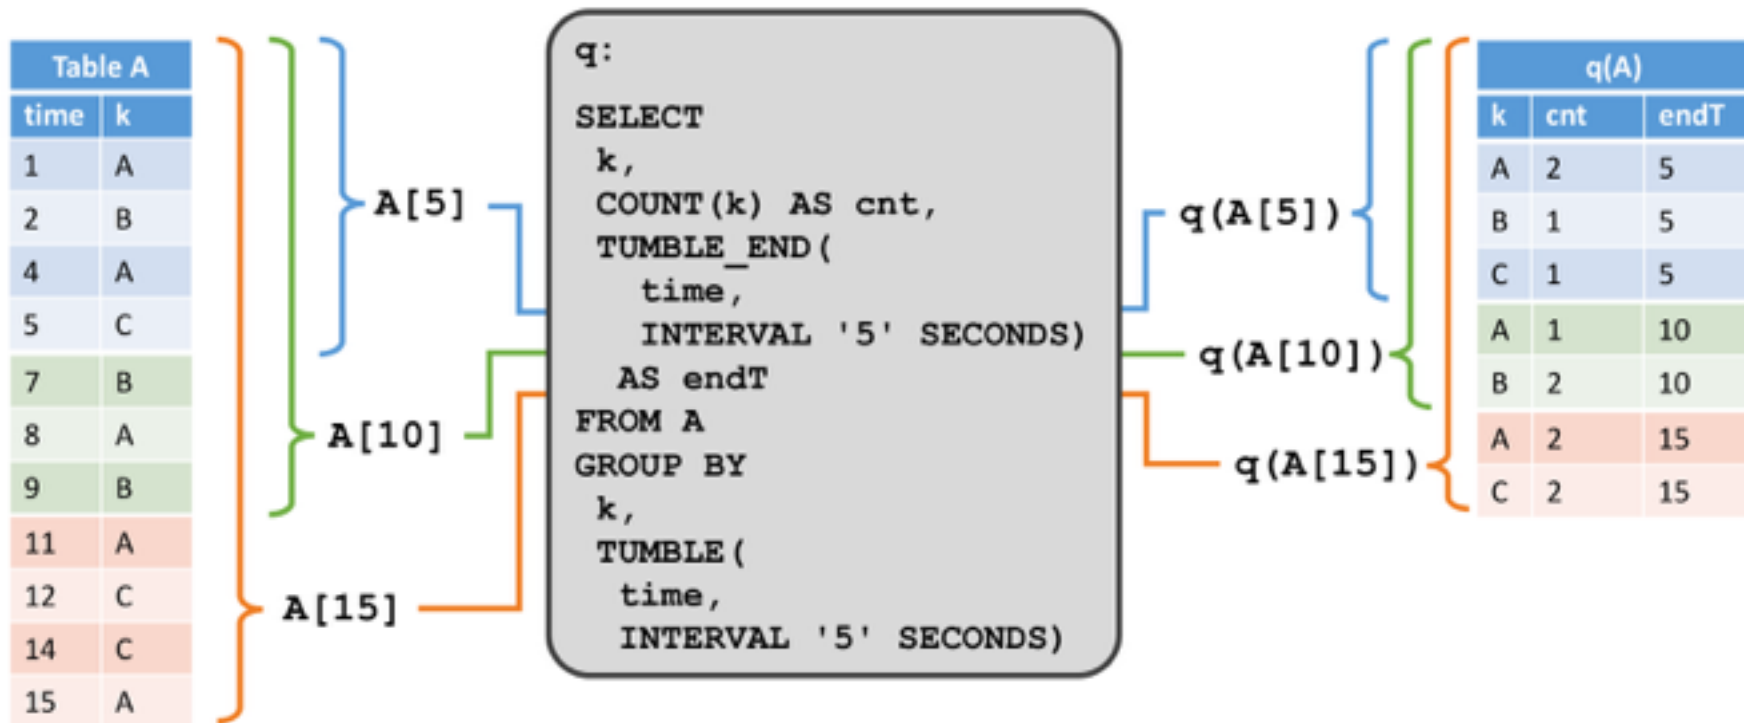 Table A
time k
1 A
2 B
4 A
5 C
7 B
8 A
9 B
11 A
12 C
14 C
15 A
A[5]
A[10]
A[15]
q:
SELECT
k,
COUNT(k) AS cnt,
TUMBLE_END(
time,
INTERVAL '5' SECONDS)
AS endT
FROM A
GROUP BY
k,
TUMBLE(
time,
INTERVAL '5' SECONDS)
q(A[5])
q(A[10])
q(A[15])
q(A)
k cnt endT
A 2 5
B 1 5
C 1 5
A 1 10
B 2 10
A 2 15
C 2 15